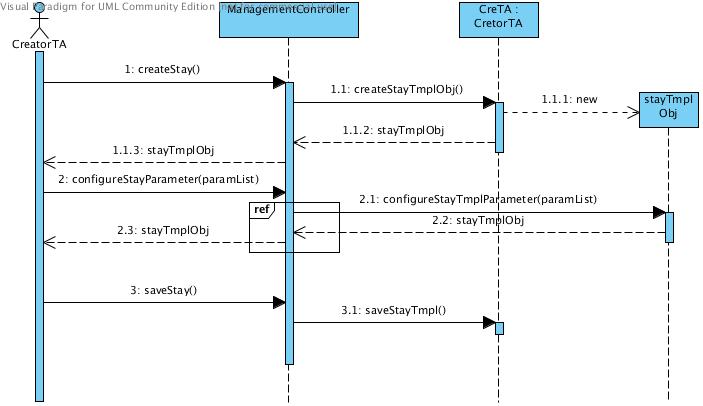 Visual Paradigm for UML Community Edition
ManagementController
CreTA :
CretorTA
CreatorTA
1: createStay()
1.1: createStayTmplObj()
1.1.1: new
stayTmpl
Obj
1.1.2: stayTmplObj
1.1.3: stayTmplObj
2: configureStayParameter(paramList)
2.1: configureStayTmplParameter(paramList)
ref
2.2: stayTmplObj
2.3: stayTmplObj
3: saveStay()
3.1: saveStayTmpl()